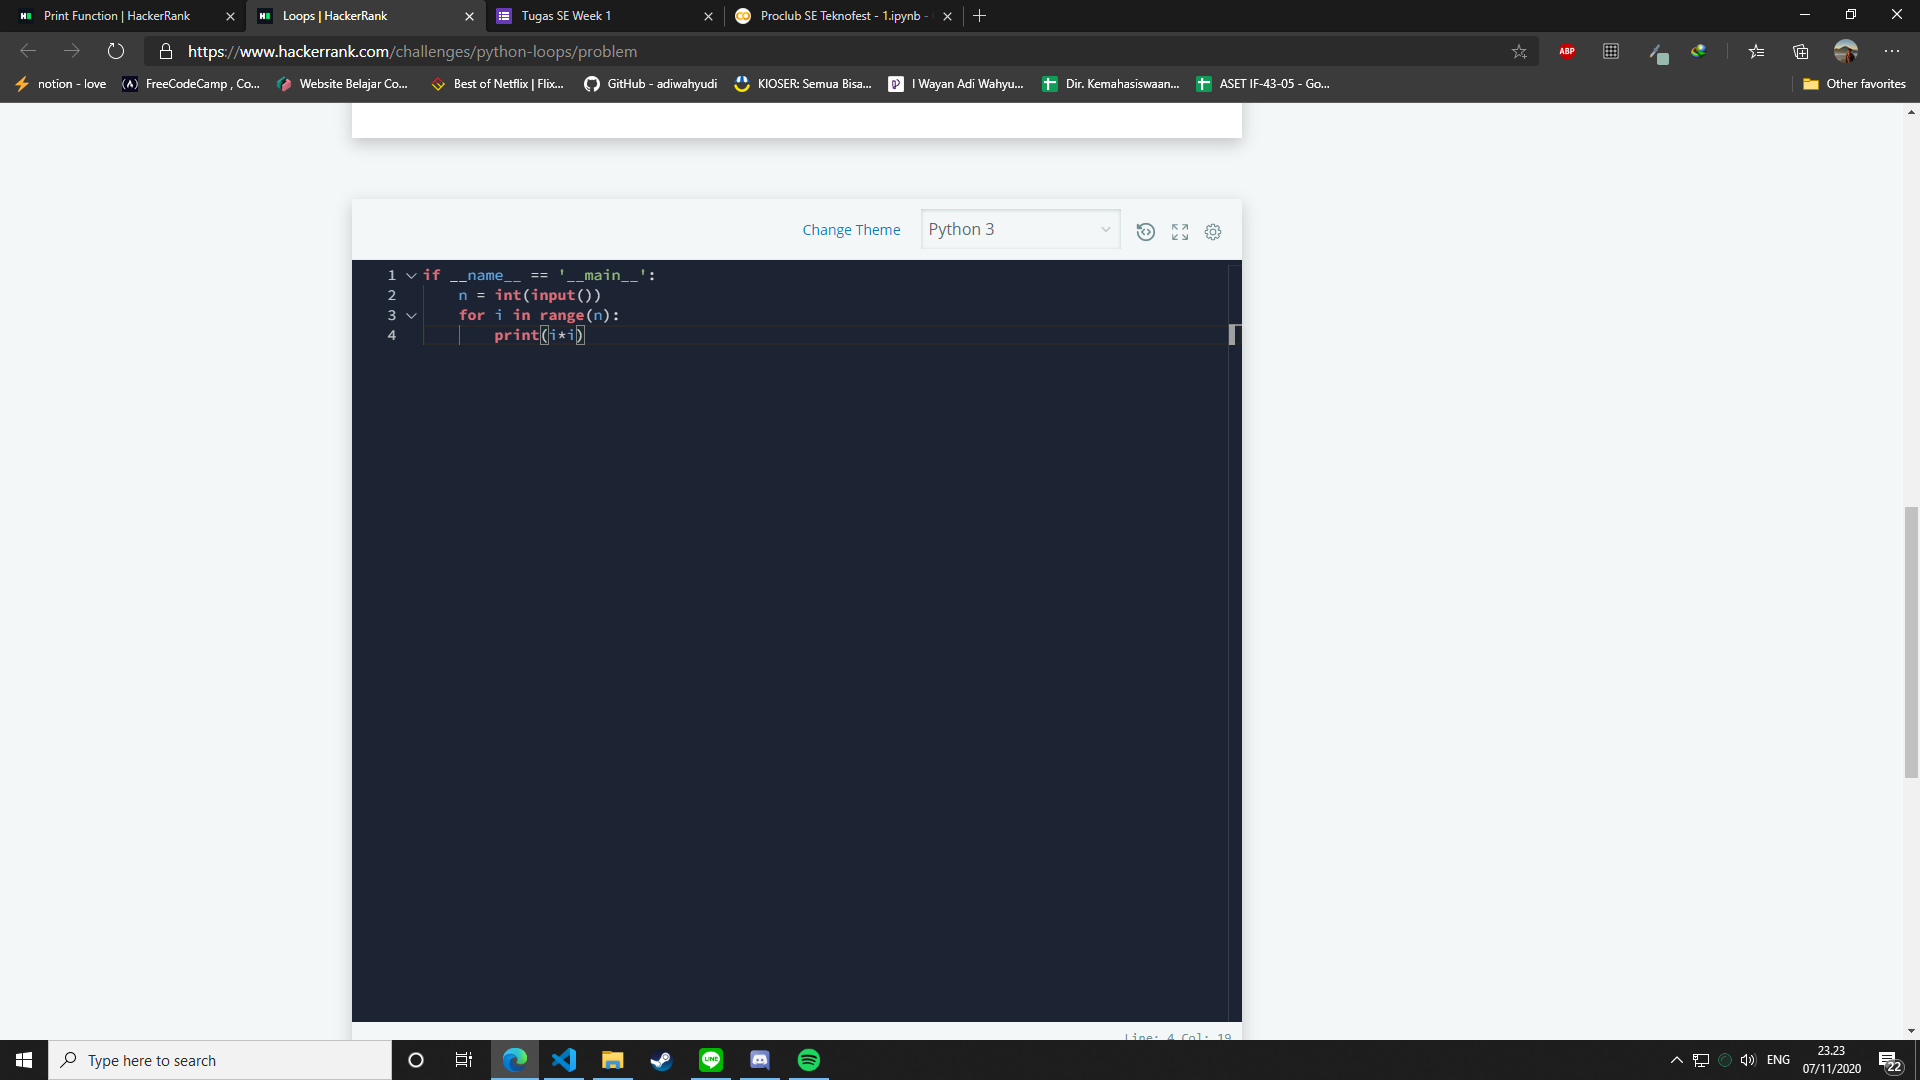 Print Function | HackerRank
Loops | HackerRank
Tugas SE Week 1
Proclub SE Teknofest - 1.ipynb -
https://www.hackerrank.com/challenges/python-loops/problem
ABP
notion - love
FreeCodeCamp , Co...
Website Belajar Co...
Best of Netflix | Flix...
GitHub - adiwahyudi
KIOSER: Semua Bisa...
I Wayan Adi Wahyu...
Dir. Kemahasiswaan...
ASET IF-43-05 - Go...
Other favorites
Change Theme
Python 3
1 if __name__ == '__main__':
2 n = int(input())
3 for i in range(n):
4 print(i*i)
Line: 4 Col: 19
Type here to search
LINE
ENG
23.23
07/11/2020
22